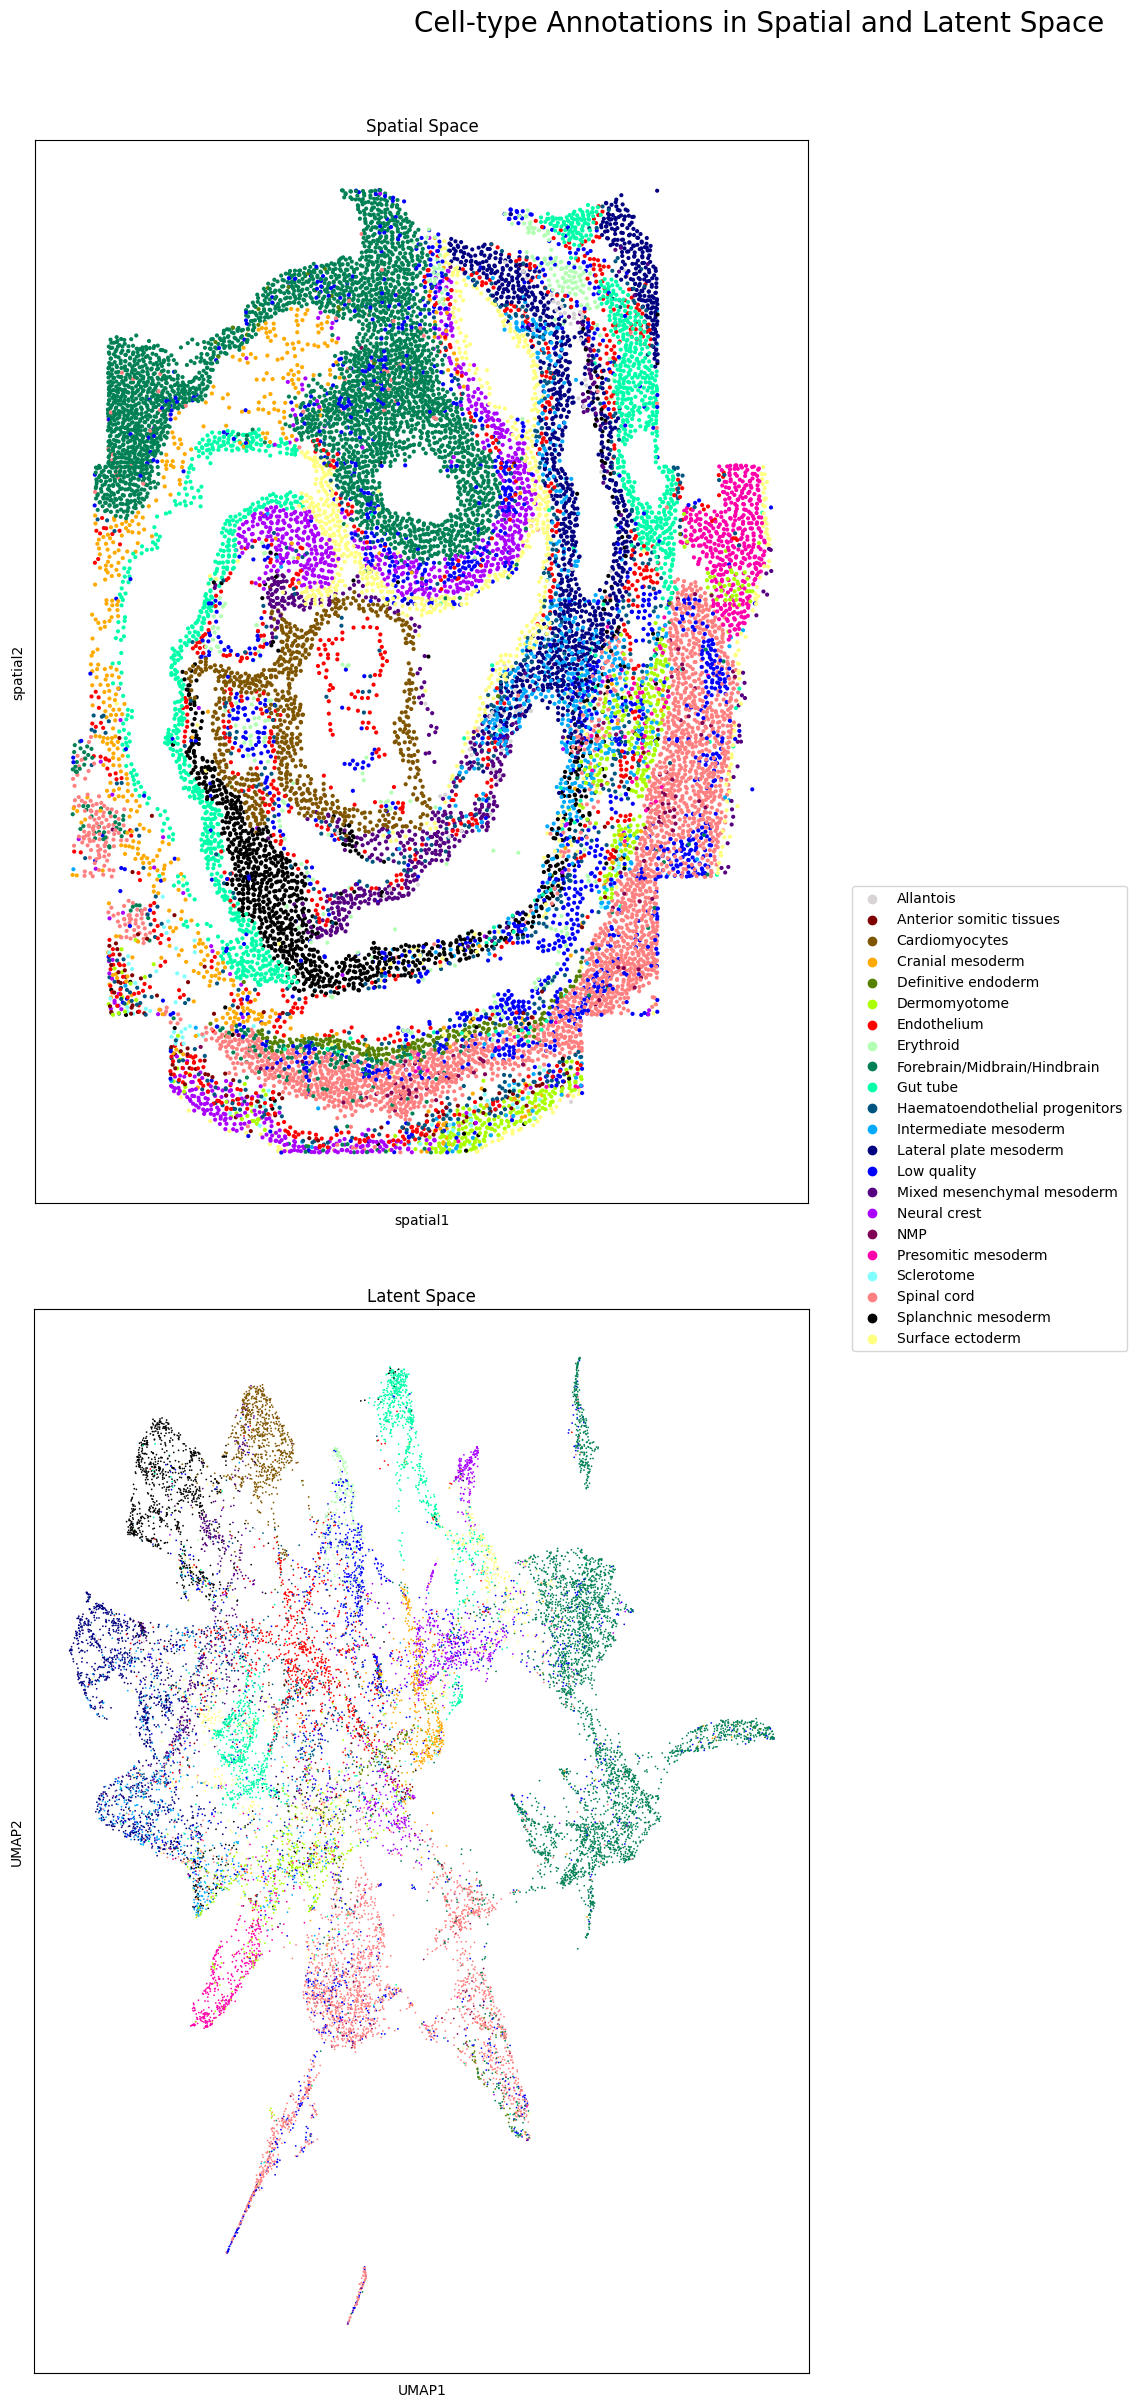 Cell-type Annotations in Spatial and Latent Space
Spatial Space
spatial2
spatial1
Allantois
Anterior somitic tissues
Cardiomyocytes
Cranial mesoderm
Definitive endoderm
Dermomyotome
Endothelium
Erythroid
Forebrain/Midbrain/Hindbrain
Gut tube
Haematoendothelial progenitors
Intermediate mesoderm
Lateral plate mesoderm
Low quality
Mixed mesenchymal mesoderm
Neural crest
NMP
Presomitic mesoderm
Sclerotome
Spinal cord
Splanchnic mesoderm
Surface ectoderm
Latent Space
UMAP2
UMAP1